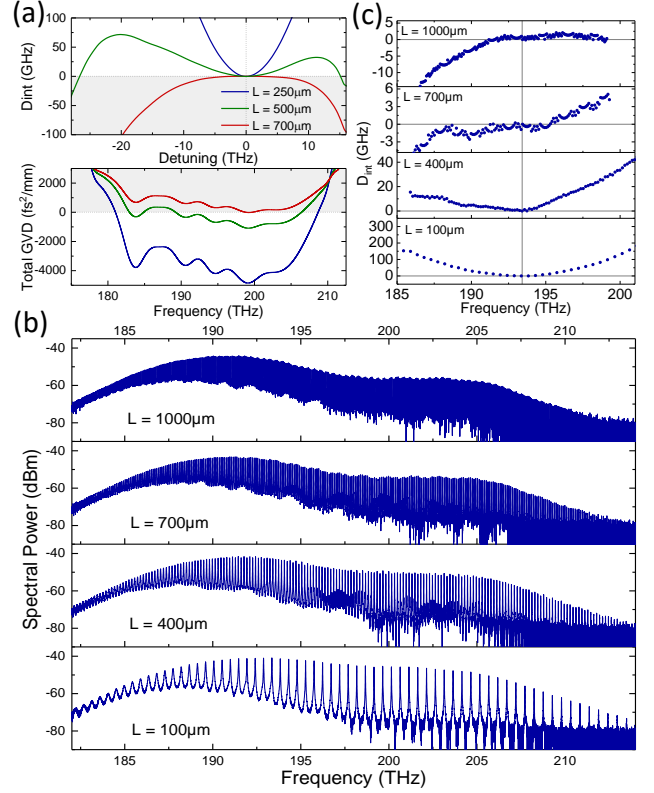 (a)
100
50
0
-50
-100
Dint (GHz)
L = 250μm
L = 500μm
L = 700μm
-20 -10 0 10
Detuning (THz)
2000
0
-2000
-4000
Total GVD (fs²/mm)
180 190 200 210
Frequency (THz)
(c)
5
0
-5
-10
L = 1000μm
6
3
0
-3
L = 700μm
40
20
0
L = 400μm
300
200
100
0
L = 100μm
D_int (GHz)
185 190 195 200
Frequency (THz)
(b)
185 190 195 200 205 210
-40
-60
-80
L = 1000μm
-40
-60
-80
L = 700μm
-40
-60
-80
L = 400μm
-40
-60
-80
L = 100μm
Spectral Power (dBm)
185 190 195 200 205 210
Frequency (THz)